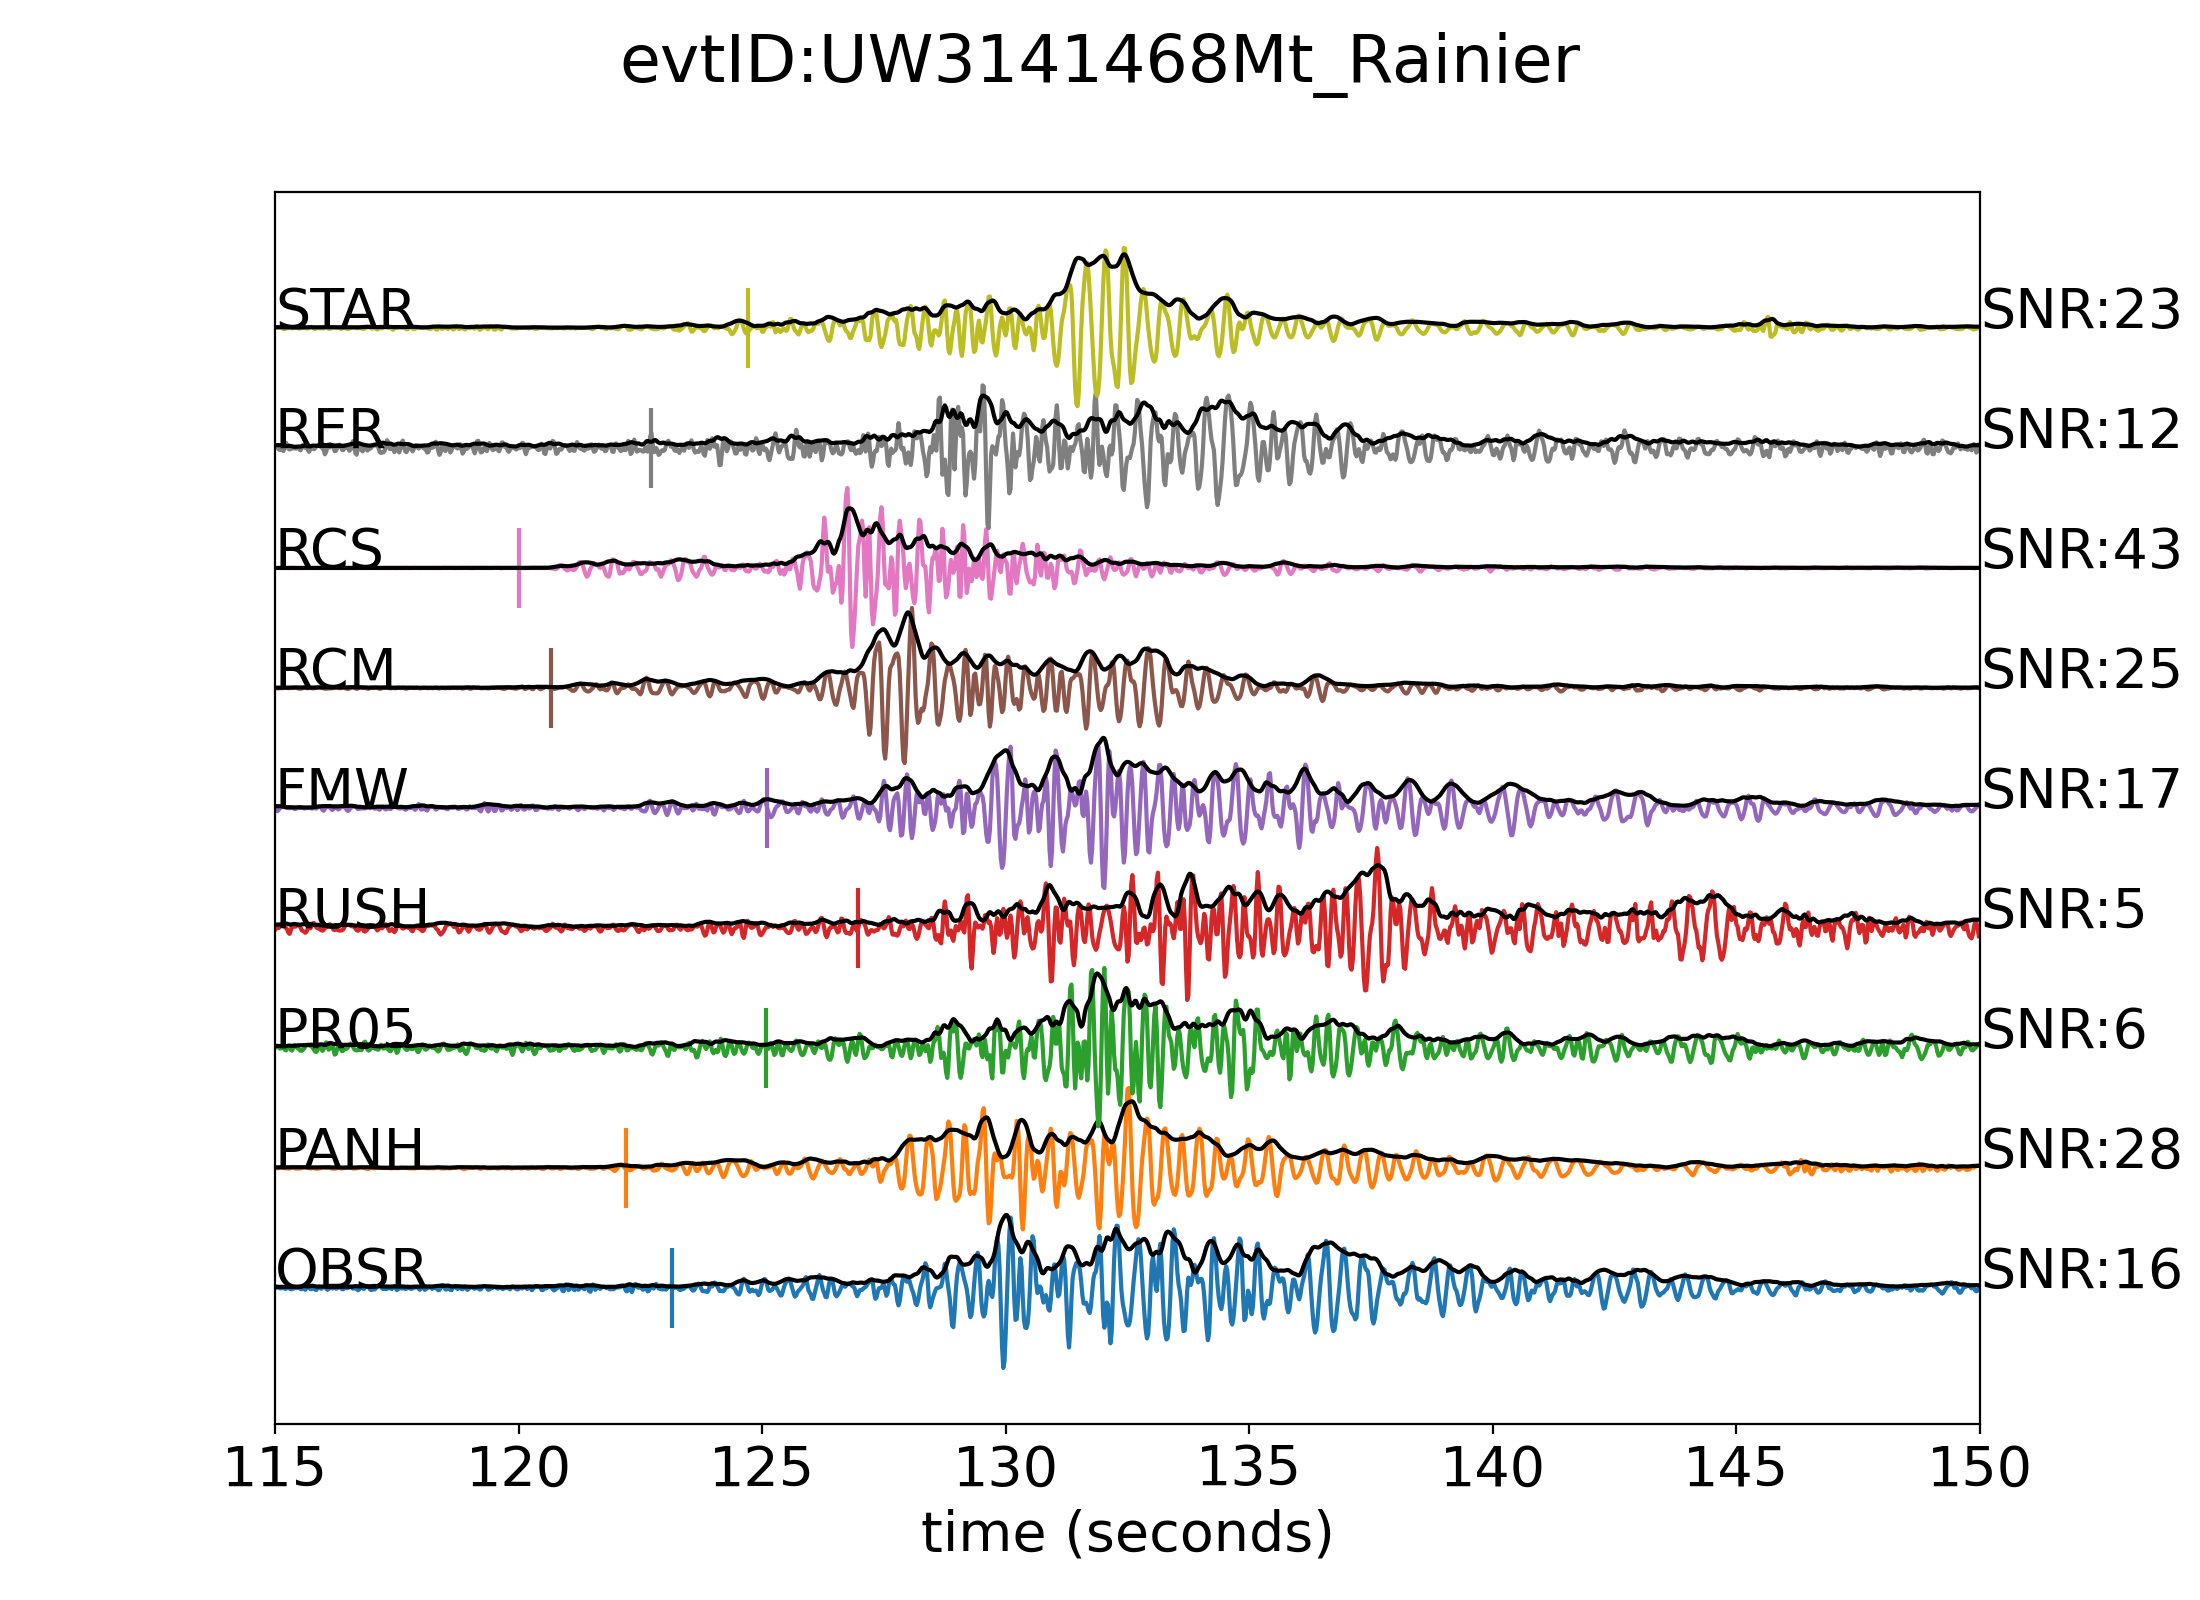 evtID:UW3141468Mt_Rainier
STAR SNR:23
RER SNR:12
RCS SNR:43
RCM SNR:25
FMW SNR:17
RUSH SNR:5
PR05 SNR:6
PANH SNR:28
OBSR SNR:16
115 120 125 130 135 140 145 150
time (seconds)